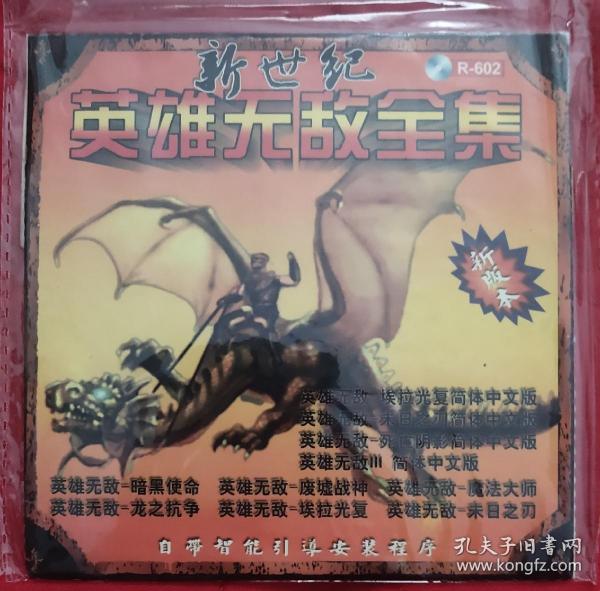 新世纪
R-602
英雄无敌全集
新版本
英雄无敌-埃拉光复简体中文版
英雄无敌-末日之刃简体中文版
英雄无敌-死亡阴影简体中文版
英雄无敌III 简体中文版
英雄无敌-暗黑使命 英雄无敌-废墟战神 英雄无敌-魔法大师
英雄无敌-龙之抗争 英雄无敌-埃拉光复 英雄无敌-末日之刃
自带智能引導安装程序
孔夫子旧書网
www.kongfz.com